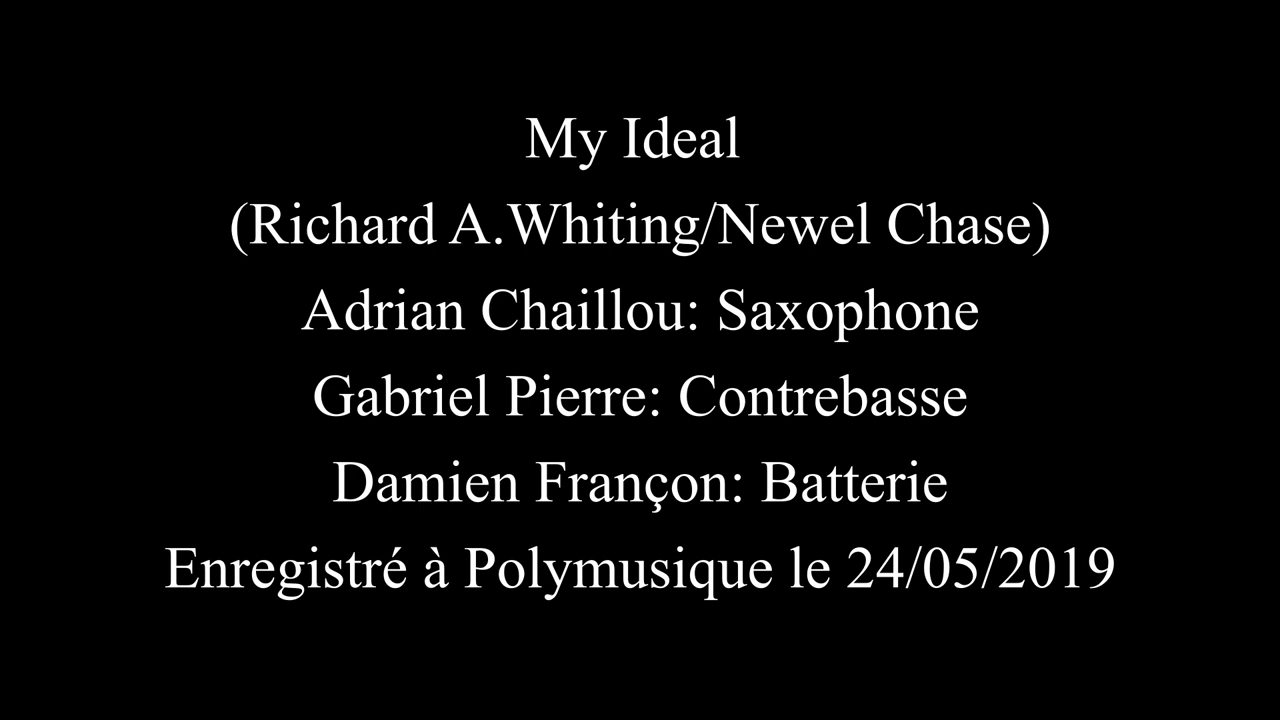 My Ideal
(Richard A.Whiting/Newel Chase)
Adrian Chaillou: Saxophone
Gabriel Pierre: Contrebasse
Damien Françon: Batterie
Enregistré à Polymusique le 24/05/2019